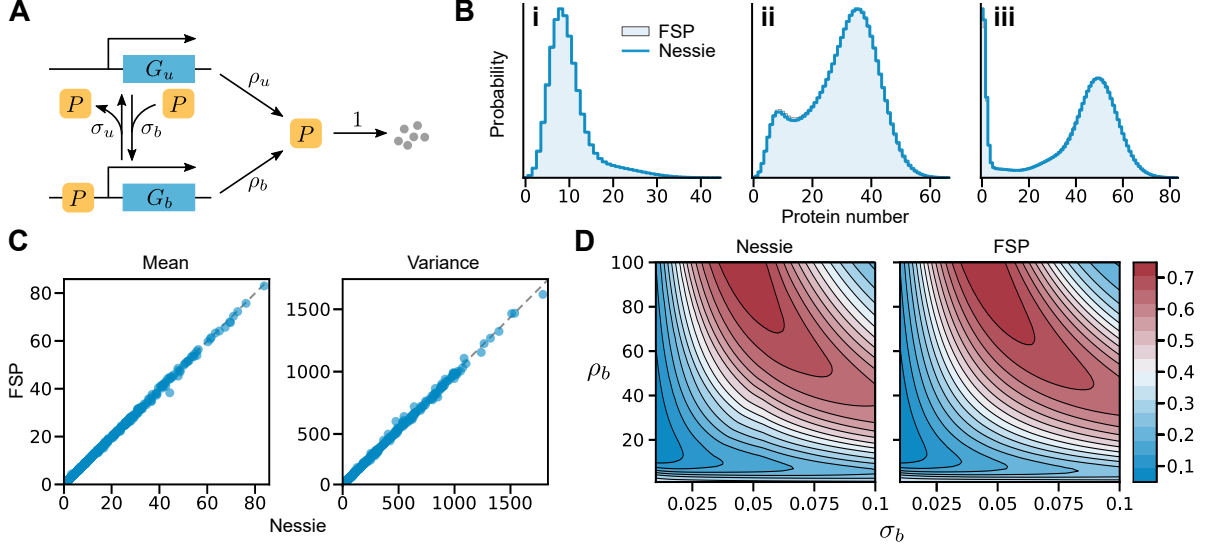 A
G_u
P
P
σ_u
σ_b
P
G_b
ρ_u
ρ_b
P
1
B
i
ii
iii
FSP
Nessie
Probability
0 10 20 30 40
0 20 40 60
0 20 40 60 80
Protein number
C
Mean
Variance
FSP
80
60
40
20
0
0 20 40 60 80
1500
1000
500
0
0 500 1000 1500
Nessie
D
Nessie
FSP
ρ_b
100
80
60
40
20
0.025 0.05 0.075 0.1
0.025 0.05 0.075 0.1
σ_b
0.7
0.6
0.5
0.4
0.3
0.2
0.1